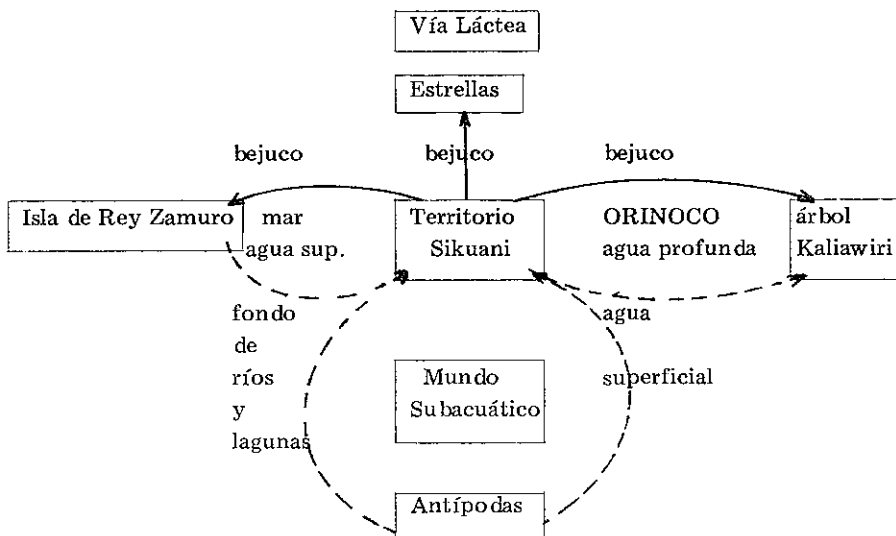 Vía Láctea
Estrellas
bejuco bejuco bejuco
Isla de Rey Zamuro mar Territorio ORINOCO árbol
agua sup. Sikuani agua profunda Kaliawiri
fondo agua
de
ríos Mundo superficial
y Subacuático
lagunas
Antípodas